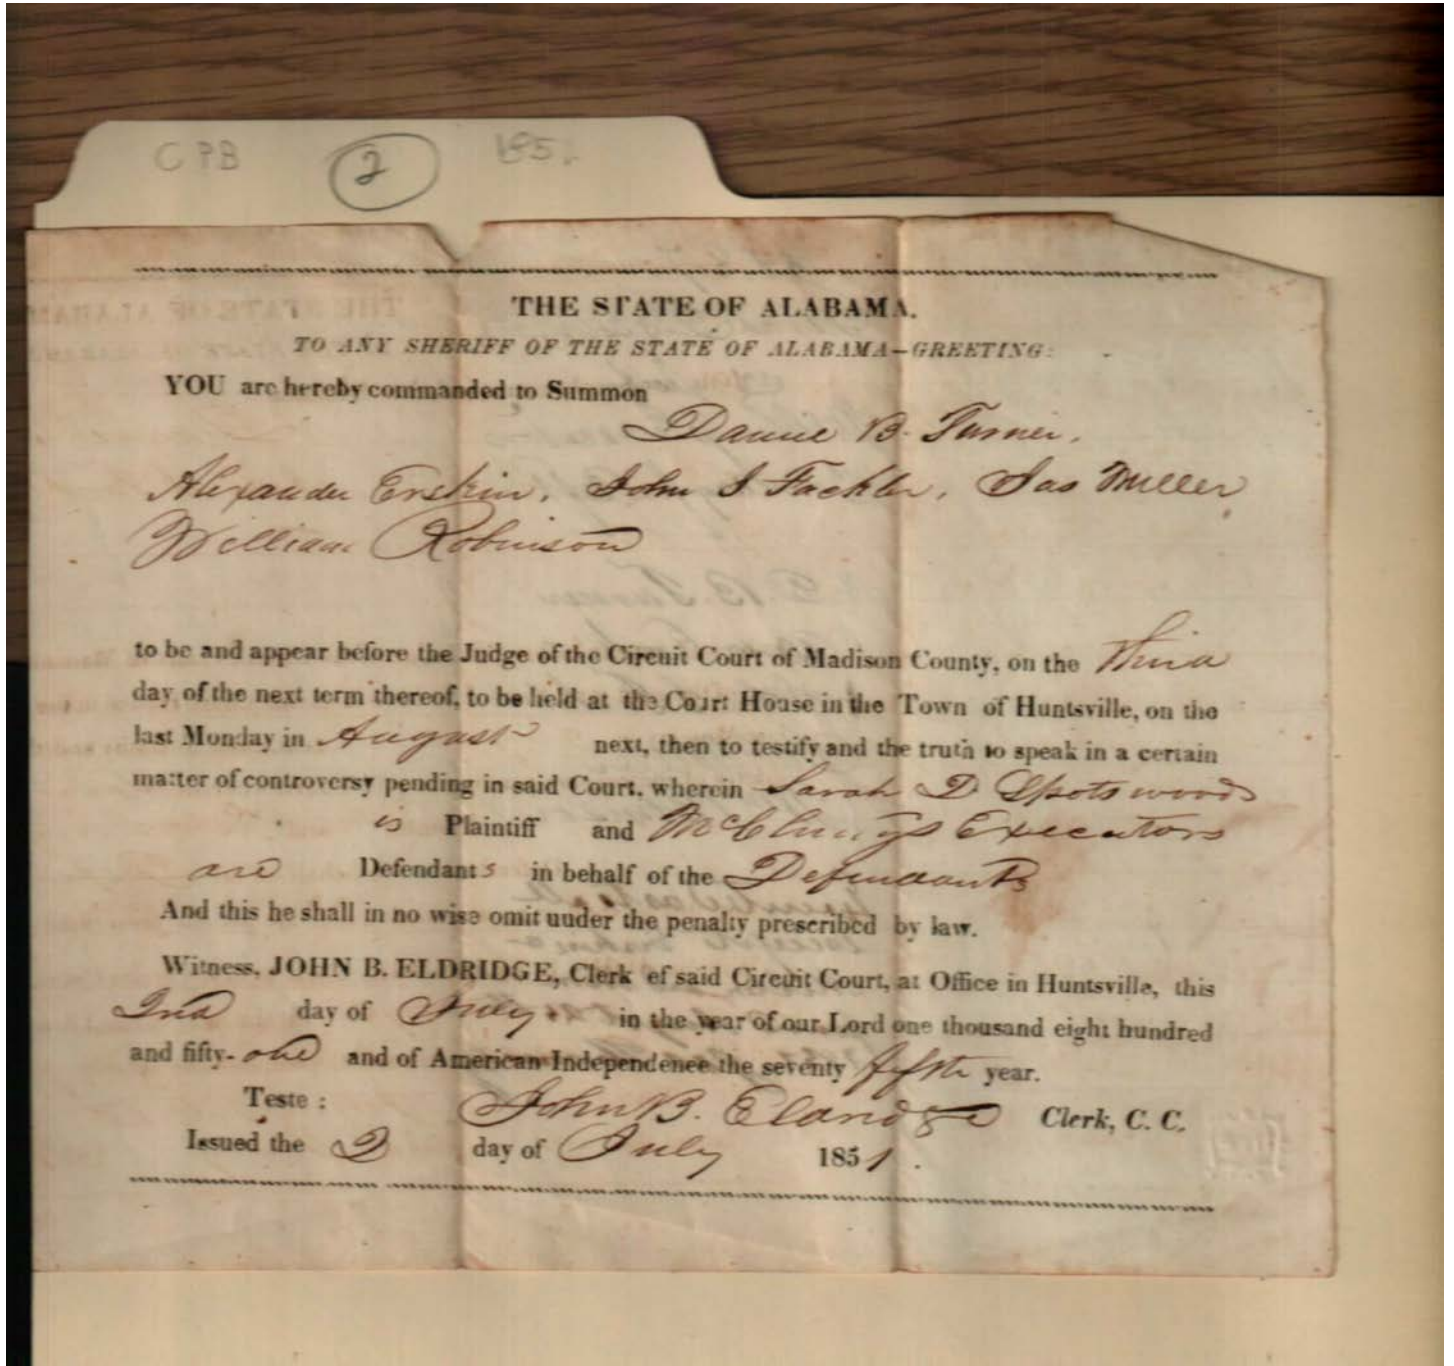 CPB 2 185
THE STATE OF ALABAMA.
TO ANY SHERIFF OF THE STATE OF ALABAMA—GREETING:
YOU are hereby commanded to Summon
Daniel B. Turner,
Alexander Erskin, John J Fackler, Jas Miller
William Robinson
to be and appear before the Judge of the Circuit Court of Madison County, on the third
day of the next term thereof, to be held at the Court House in the Town of Huntsville, on the
last Monday in August next, then to testify and the truth to speak in a certain
matter of controversy pending in said Court, wherein Sarah D Spotswood
is Plaintiff and McClungs Executors
are Defendants in behalf of the Defendants
And this he shall in no wise omit under the penalty prescribed by law.
Witness, JOHN B. ELDRIDGE, Clerk ef said Circuit Court, at Office in Huntsville, this
2nd day of July in the year of our Lord one thousand eight hundred
and fifty-one and of American Independence the seventy fifth year.
Teste: John B. Eldridge Clerk, C. C.
Issued the 2 day of July 1851.